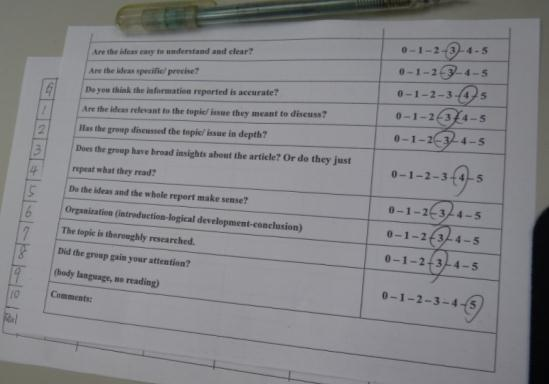 Are the ideas easy to understand and clear? 0 – 1 – 2 – 3 – 4 - 5
Are the ideas specific/ precise? 0 – 1 – 2 – 3 – 4 – 5
Do you think the information reported is accurate? 0 – 1 – 2 – 3 - 4 - 5
Are the ideas relevant to the topic/ issue they meant to discuss? 0 – 1 – 2 – 3 – 4 – 5
Has the group discussed the topic/ issue in depth? 0 – 1 – 2 – 3 – 4 – 5
Does the group have broad insights about the article? Or do they just
repeat what they read? 0 – 1 – 2 – 3 – 4 – 5
Do the ideas and the whole report make sense? 0 – 1 – 2 – 3 – 4 – 5
Organization (introduction-logical development-conclusion) 0 – 1 – 2 – 3 – 4 – 5
The topic is thoroughly researched. 0 – 1 – 2 – 3 – 4 – 5
Did the group gain your attention?
(body language, no reading) 0 – 1 – 2 – 3 – 4 – 5
Comments:
1
2
3
4
5
6
7
8
9
10